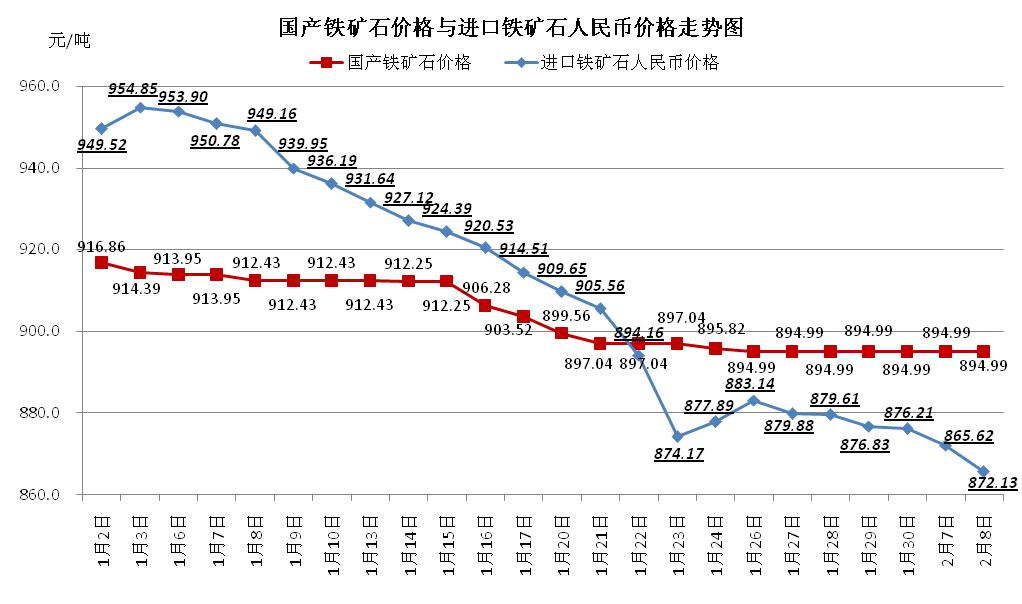 国产铁矿石价格与进口铁矿石人民币价格走势图
元/吨
国产铁矿石价格 进口铁矿石人民币价格
960.0
940.0
920.0
900.0
880.0
860.0
949.52 954.85 953.90 950.78 949.16 939.95 936.19 931.64 927.12 924.39 920.53 914.51 909.65 905.56 894.16 874.17 877.89 883.14 879.88 879.61 876.83 876.21 865.62 872.13
916.86 914.39 913.95 913.95 912.43 912.43 912.43 912.43 912.25 912.25 906.28 903.52 899.56 897.04 897.04 897.04 895.82 894.99 894.99 894.99 894.99 894.99 894.99 894.99
1月2日 1月3日 1月6日 1月7日 1月8日 1月9日 1月10日 1月13日 1月14日 1月15日 1月16日 1月17日 1月20日 1月21日 1月22日 1月23日 1月24日 1月26日 1月27日 1月28日 1月29日 1月30日 2月7日 2月8日